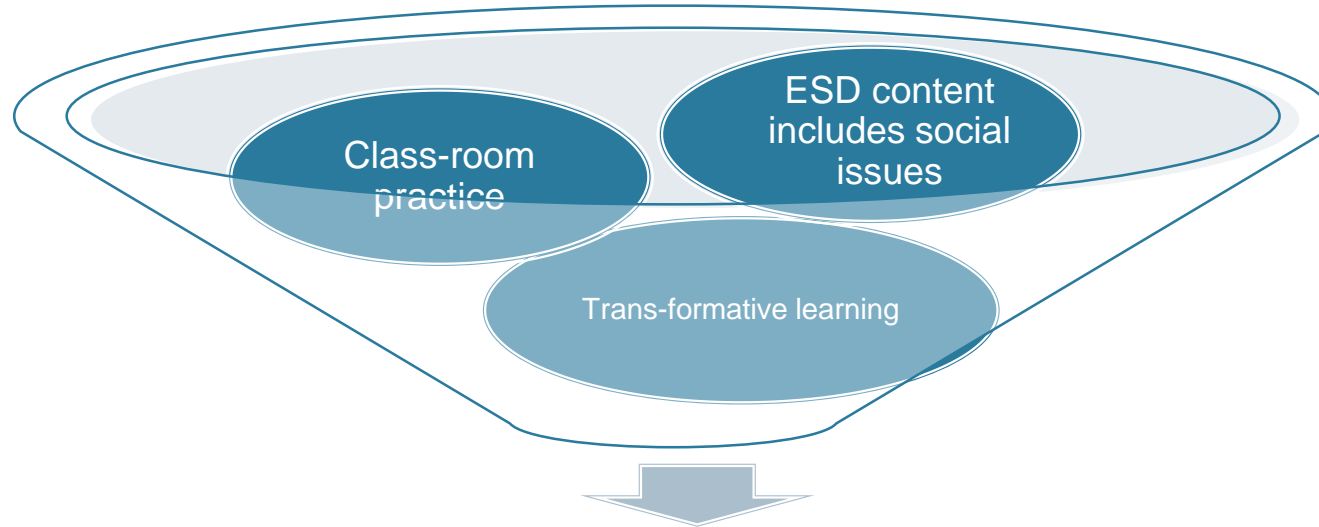 Class-room
practice
ESD content
includes social
issues
Trans-formative learning